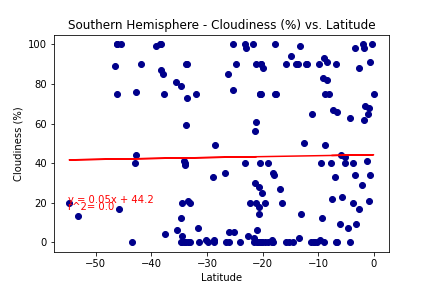 Southern Hemisphere - Cloudiness (%) vs. Latitude
100
80
60
40
20
0
Cloudiness (%)
y = 0.05x + 44.2
r^2= 0.0
−50
−40
−30
−20
−10
0
Latitude